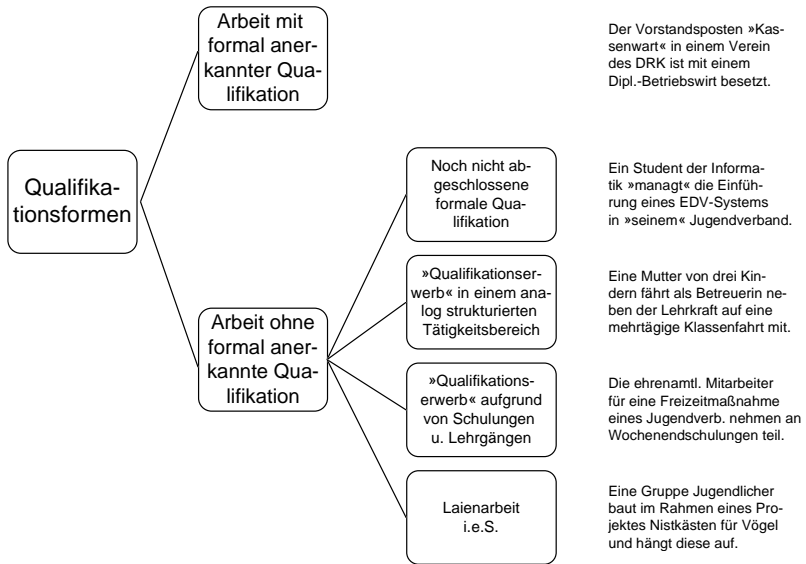 Arbeit mit
formal aner-
kannter Qua-
lifikation
Der Vorstandsposten »Kas-
senwart« in einem Verein
des DRK ist mit einem
Dipl.-Betriebswirt besetzt.
Qualifika-
tionsformen
Noch nicht ab-
geschlossene
formale Qua-
lifikation
Ein Student der Informa-
tik »managt« die Einfüh-
rung eines EDV-Systems
in »seinem« Jugendverband.
Arbeit ohne
formal aner-
kannte Qua-
lifikation
»Qualifikationser-
werb« in einem ana-
log strukturierten
Tätigkeitsbereich
Eine Mutter von drei Kin-
dern fährt als Betreuerin ne-
ben der Lehrkraft auf eine
mehrtägige Klassenfahrt mit.
»Qualifikations-
erwerb« aufgrund
von Schulungen
u. Lehrgängen
Die ehrenamtl. Mitarbeiter
für eine Freizeitmaßnahme
eines Jugendverb. nehmen an
Wochenendschulungen teil.
Laienarbeit
i.e.S.
Eine Gruppe Jugendlicher
baut im Rahmen eines Pro-
jektes Nistkästen für Vögel
und hängt diese auf.